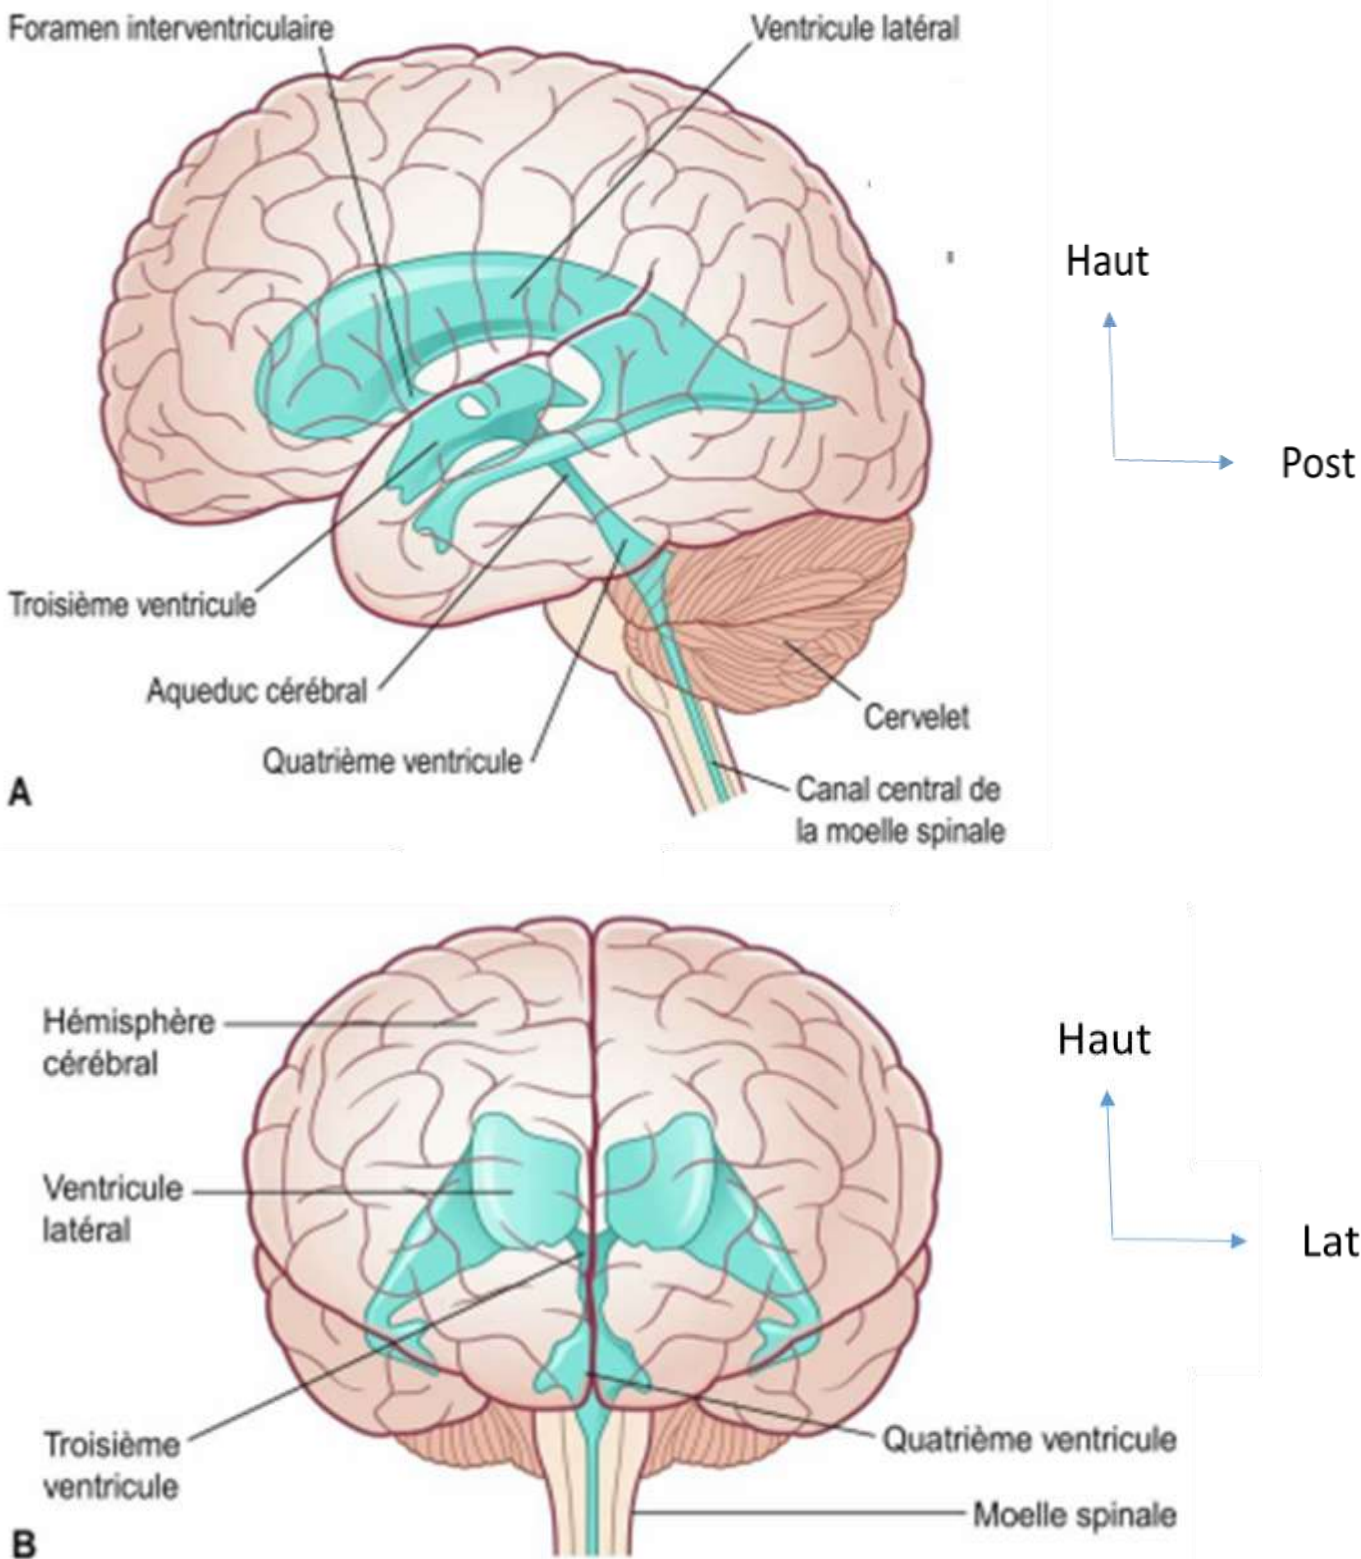 Foramen interventriculaire
Ventricule latéral
Haut
Post
Troisième ventricule
Aqueduc cérébral
Cervelet
Quatrième ventricule
A
Canal central de
la moelle spinale
Hémisphère
cérébral
Haut
Ventricule
latéral
Lat
Troisième
ventricule
Quatrième ventricule
Moelle spinale
B